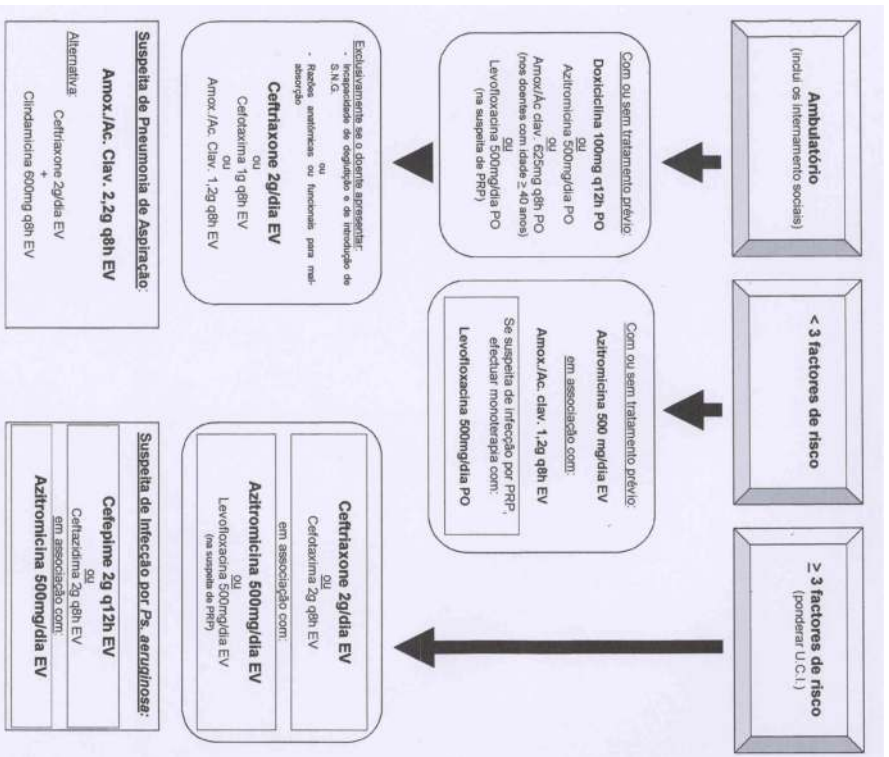 Ambulatório
(inclui os internamento sociais)
< 3 factores de risco
≥ 3 factores de risco
(ponderar U.C.I.)
Com ou sem tratamento prévio:
Doxiciclina 100mg q12h PO
ou
Azitromicina 500mg/dia PO
ou
Amox/Ác clav. 625mg q8h PO
(nos doentes com idade ≥ 40 anos)
ou
Levofloxacina 500mg/dia PO
(na suspeita de PRP)
Com ou sem tratamento prévio:
Azitromicina 500 mg/dia EV
em associação com:
Amox./Ac. clav. 1,2g q8h EV
Se suspeita de infecção por PRP,
efectuar monoterapia com:
Levofloxacina 500mg/dia PO
Exclusivamente se o doente apresentar:
- Incapacidade de deglutição e de introdução de
S.N.G.
ou
- Razões anatómicas ou funcionais para mal-
absorção
Ceftriaxone 2g/dia EV
ou
Cefotaxima 1g q8h EV
ou
Amox./Ac. Clav. 1,2g q8h EV
Ceftriaxone 2g/dia EV
ou
Cefotaxima 2g q8h EV
em associação com:
Azitromicina 500mg/dia EV
ou
Levofloxacina 500mg/dia EV
(na suspeita de PRP)
Suspeita de Pneumonia de Aspiração:
Amox./Ac. Clav. 2,2g q8h EV
Alternativa:
Ceftriaxone 2g/dia EV
+
Clindamicina 600mg q8h EV
Suspeita de Infecção por Ps. aeruginosa:
Cefepime 2g q12h EV
ou
Ceftazidima 2g q8h EV
em associação com:
Azitromicina 500mg/dia EV